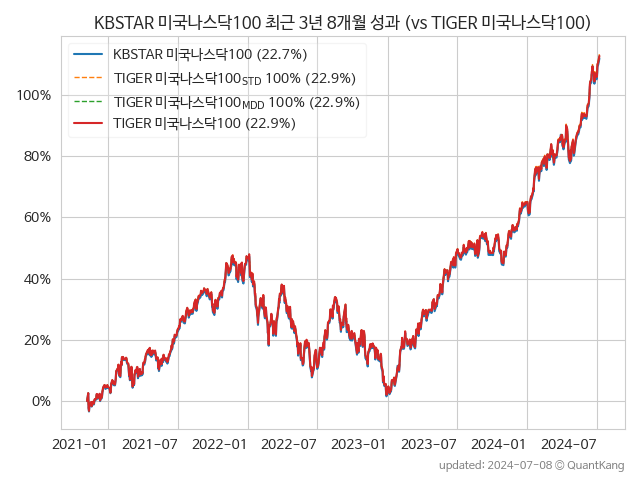 KBSTAR 미국나스닥100 최근 3년 8개월 성과 (vs TIGER 미국나스닥100)
KBSTAR 미국나스닥100 (22.7%)
TIGER 미국나스닥100STD 100% (22.9%)
TIGER 미국나스닥100MDD 100% (22.9%)
TIGER 미국나스닥100 (22.9%)
100%
80%
60%
40%
20%
0%
2021-01 2021-07 2022-01 2022-07 2023-01 2023-07 2024-01 2024-07
updated: 2024-07-08 © QuantKang